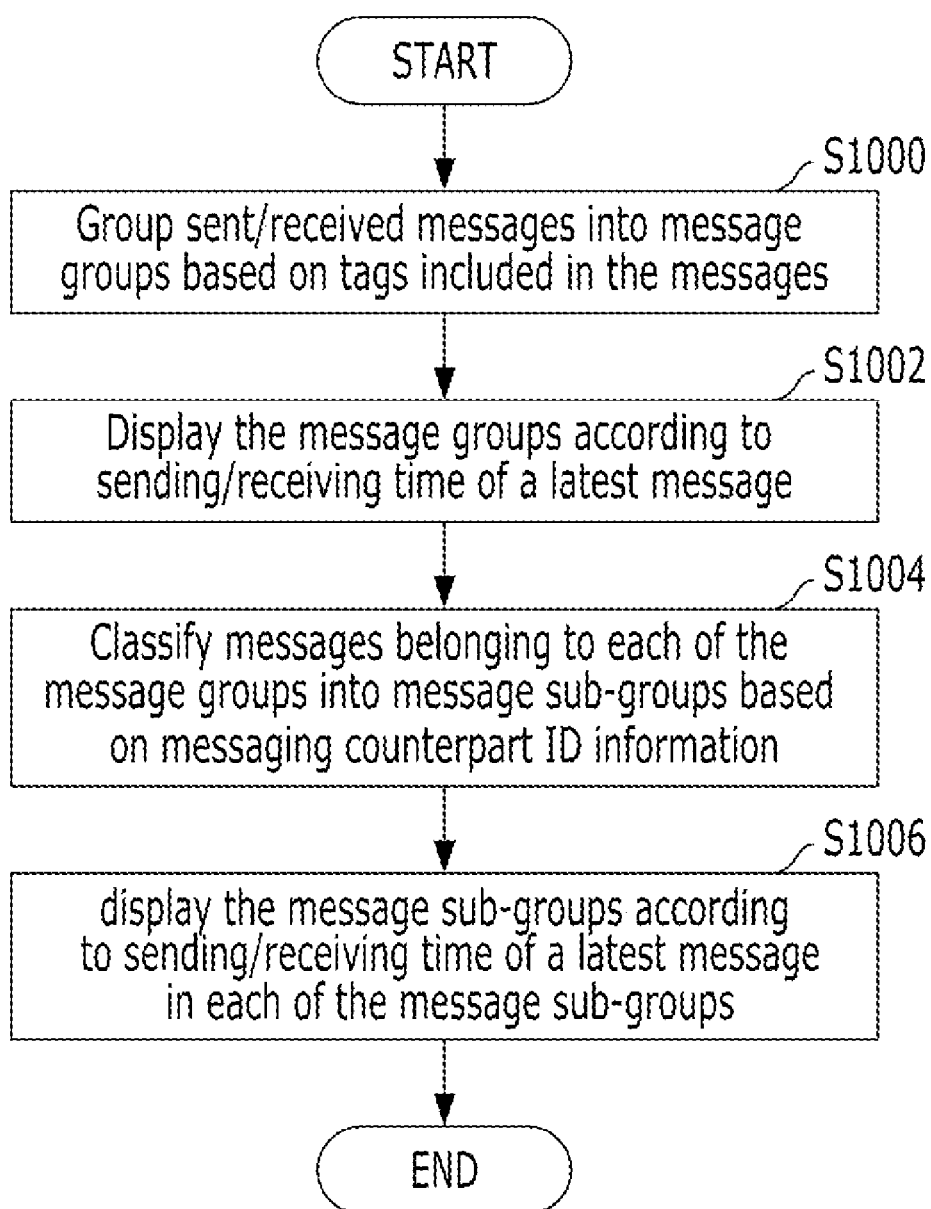 START
S1000
Group sent/received messages into message
groups based on tags included in the messages
S1002
Display the message groups according to
sending/receiving time of a latest message
S1004
Classify messages belonging to each of the
message groups into message sub-groups based
on messaging counterpart ID information
S1006
display the message sub-groups according
to sending/receiving time of a latest message
in each of the message sub-groups
END